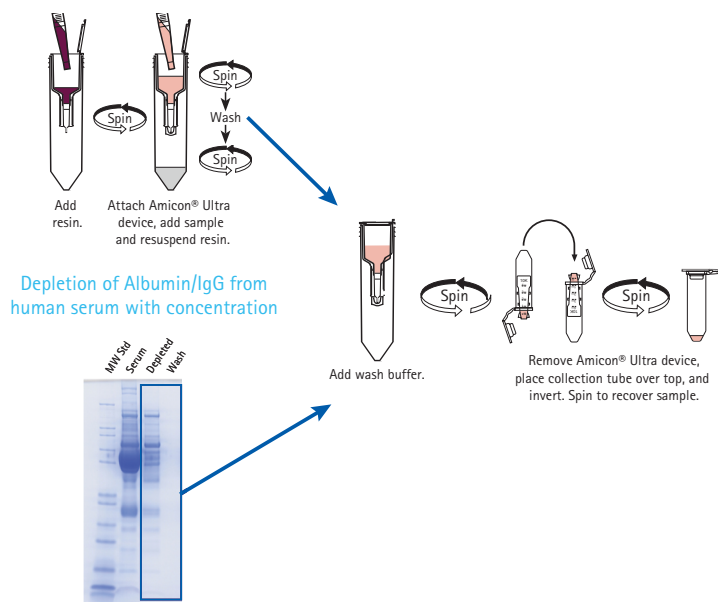 Spin
Spin
Wash
Spin
Add
resin.
Attach Amicon® Ultra
device, add sample
and resuspend resin.
Depletion of Albumin/IgG from
human serum with concentration
MW Std
Serum
Depleted
Wash
Add wash buffer.
Spin
Spin
Remove Amicon® Ultra device,
place collection tube over top, and
invert. Spin to recover sample.